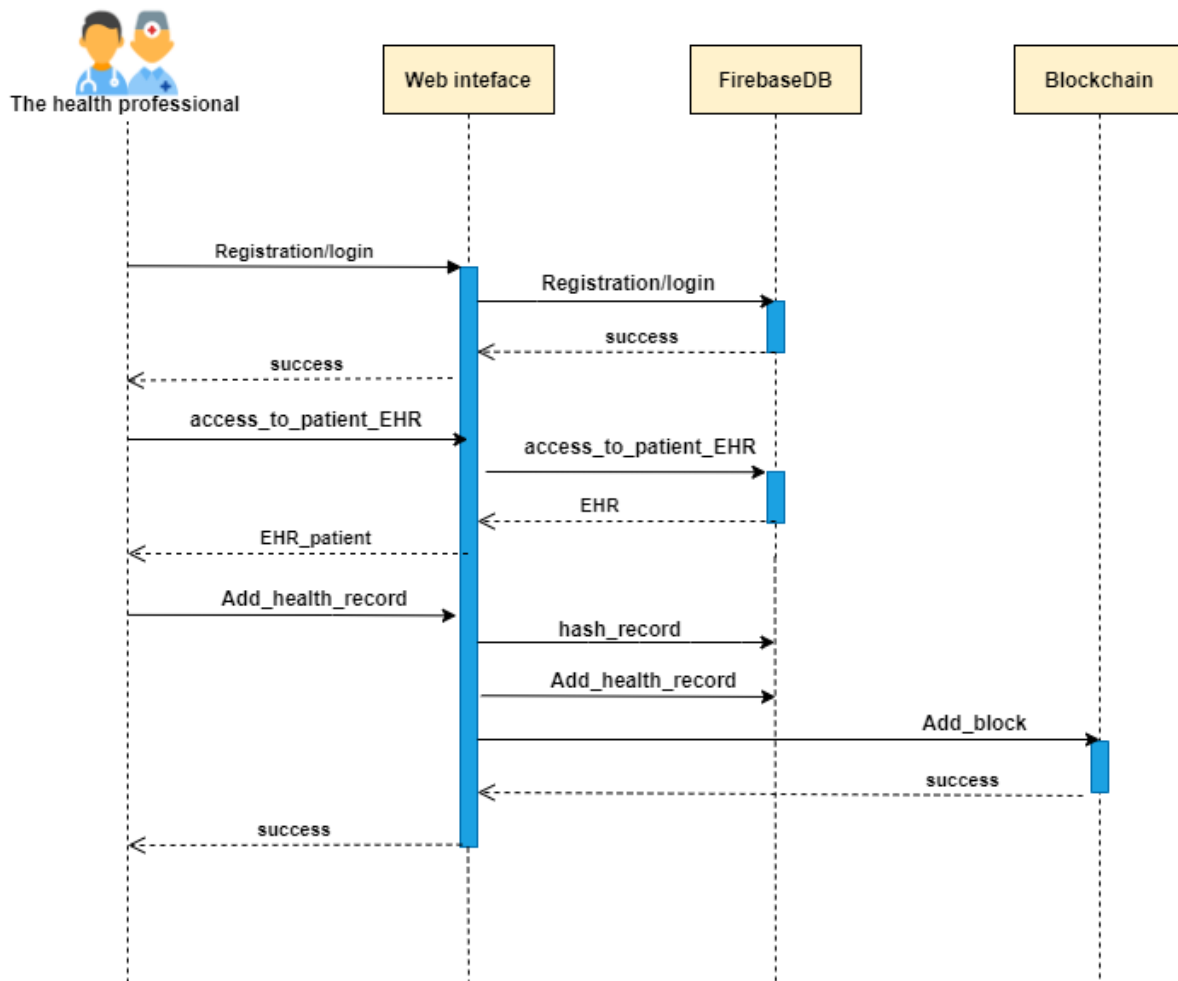 The health professional
Web inteface
FirebaseDB
Blockchain
Registration/login
Registration/login
success
success
access_to_patient_EHR
access_to_patient_EHR
EHR
EHR_patient
Add_health_record
hash_record
Add_health_record
Add_block
success
success